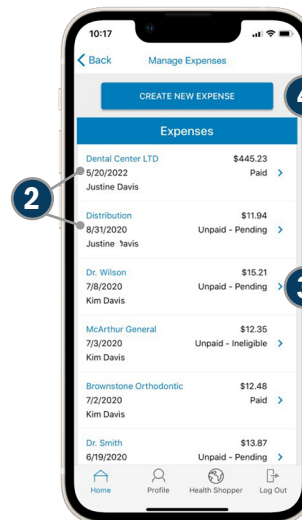 10:17
Back Manage Expenses
CREATE NEW EXPENSE
4
Expenses
Dental Center LTD $445.23
5/20/2022 Paid
Justine Davis
2
Distribution $11.94
8/31/2020 Unpaid - Pending
Justine Davis
Dr. Wilson $15.21
7/8/2020 Unpaid - Pending
3
Kim Davis
McArthur General $12.35
7/3/2020 Unpaid - Ineligible
Kim Davis
Brownstone Orthodontic $12.48
7/2/2020 Paid
Kim Davis
Dr. Smith $13.87
6/19/2020 Unpaid - Pending
Home Profile Health Shopper Log Out